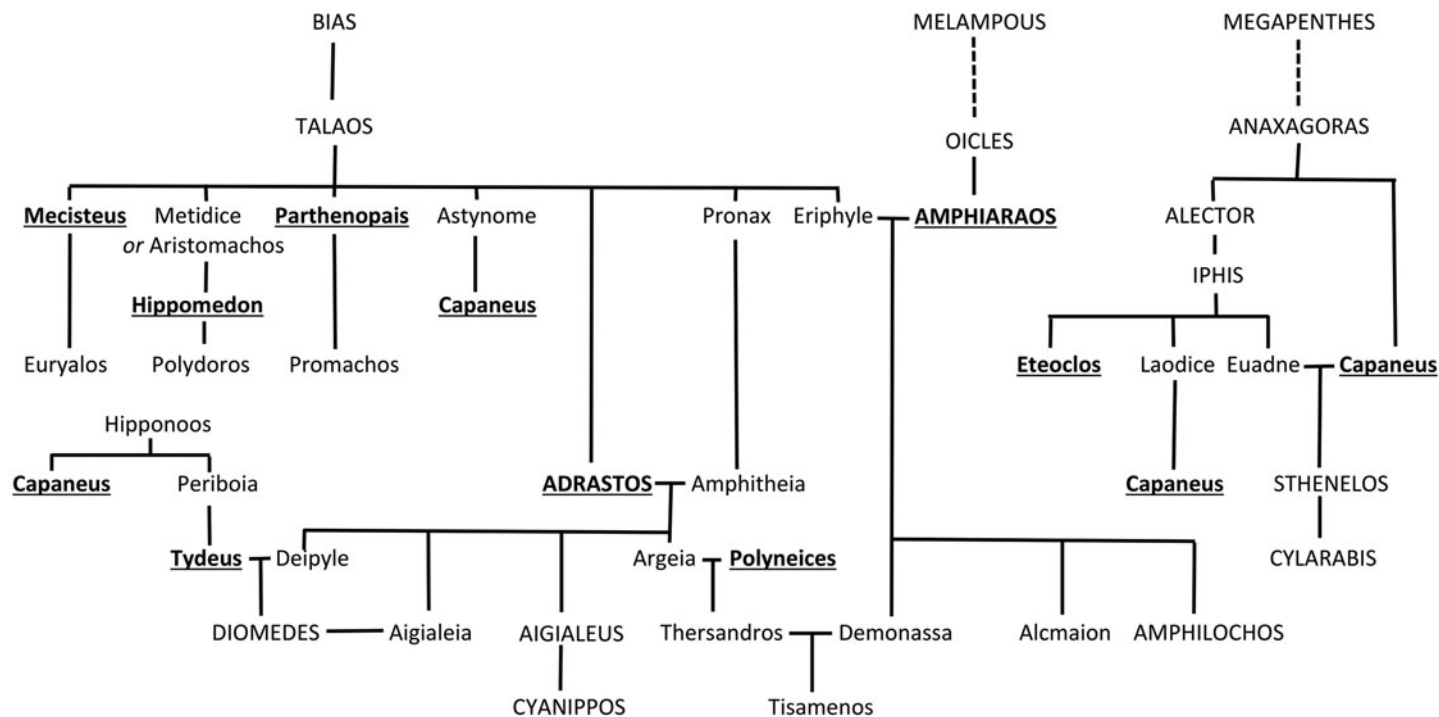 BIAS MELAMPOUS MEGAPENTHES
TALAOS OICLES ANAXAGORAS
Mecisteus Metidice Parthenopais Astynome Pronax Eriphyle AMPHIARAOS ALECTOR
or Aristomachos
IPHIS
Hippomedon Capaneus
Euryalos Polydoros Promachos Eteoclos Laodice Euadne Capaneus
Hipponoos
Capaneus Periboia ADRASTOS Amphitheia Capaneus STHENELOS
Tydeus Deipyle Argeia Polyneices CYLARABIS
DIOMEDES Aigialeia AIGIALEUS Thersandros Demonassa Alcmaion AMPHILOCHOS
CYANIPPOS Tisamenos